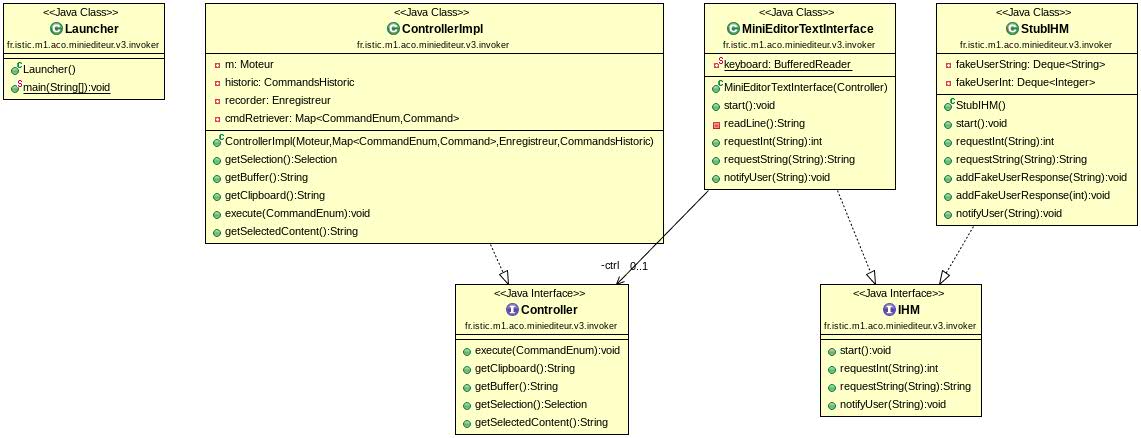 <<Java Class>>
Launcher
fr.istic.m1.aco.miniediteur.v3.invoker
Launcher()
main(String[]):void
<<Java Class>>
ControllerImpl
fr.istic.m1.aco.miniediteur.v3.invoker
m: Moteur
historic: CommandsHistoric
recorder: Enregistreur
cmdRetriever: Map<CommandEnum,Command>
ControllerImpl(Moteur,Map<CommandEnum,Command>,Enregistreur,CommandsHistoric)
getSelection():Selection
getBuffer():String
getClipboard():String
execute(CommandEnum):void
getSelectedContent():String
<<Java Class>>
MiniEditorTextInterface
fr.istic.m1.aco.miniediteur.v3.invoker
keyboard: BufferedReader
MiniEditorTextInterface(Controller)
start():void
readLine():String
requestInt(String):int
requestString(String):String
notifyUser(String):void
<<Java Class>>
StubIHM
fr.istic.m1.aco.miniediteur.v3.invoker
fakeUserString: Deque<String>
fakeUserInt: Deque<Integer>
StubIHM()
start():void
requestInt(String):int
requestString(String):String
addFakeUserResponse(String):void
addFakeUserResponse(int):void
notifyUser(String):void
-ctrl
0..1
<<Java Interface>>
Controller
fr.istic.m1.aco.miniediteur.v3.invoker
execute(CommandEnum):void
getClipboard():String
getBuffer():String
getSelection():Selection
getSelectedContent():String
<<Java Interface>>
IHM
fr.istic.m1.aco.miniediteur.v3.invoker
start():void
requestInt(String):int
requestString(String):String
notifyUser(String):void